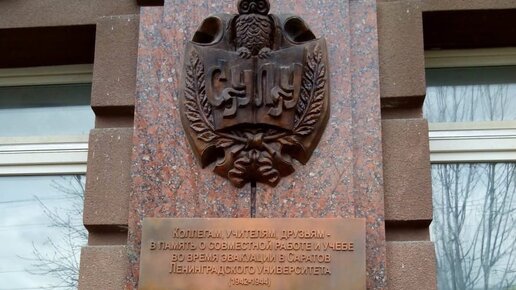 СГУ ЛГУ
КОЛЛЕГАМ, УЧИТЕЛЯМ, ДРУЗЬЯМ -
В ПАМЯТЬ О СОВМЕСТНОЙ РАБОТЕ И УЧЕБЕ
ВО ВРЕМЯ ЭВАКУАЦИИ В САРАТОВ
ЛЕНИНГРАДСКОГО УНИВЕРСИТЕТА
(1942-1944)